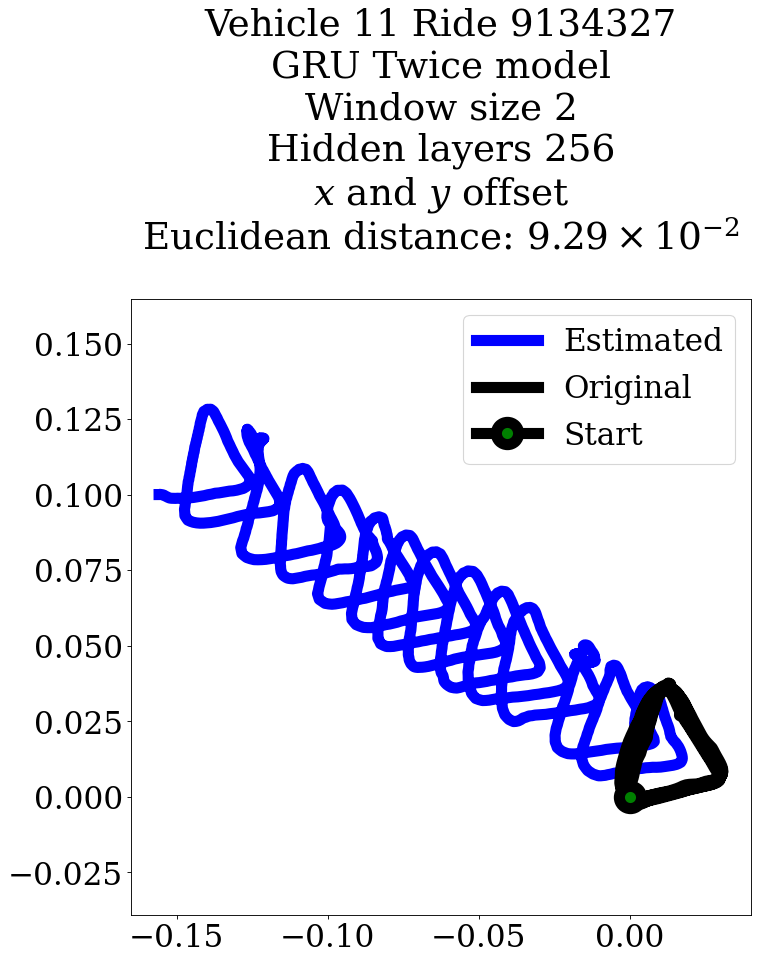 Vehicle 11 Ride 9134327
GRU Twice model
Window size 2
Hidden layers 256
x and y offset
Euclidean distance: 9.29 × 10⁻²
Estimated
Original
Start
0.150
0.125
0.100
0.075
0.050
0.025
0.000
−0.025
−0.15 −0.10 −0.05 0.00